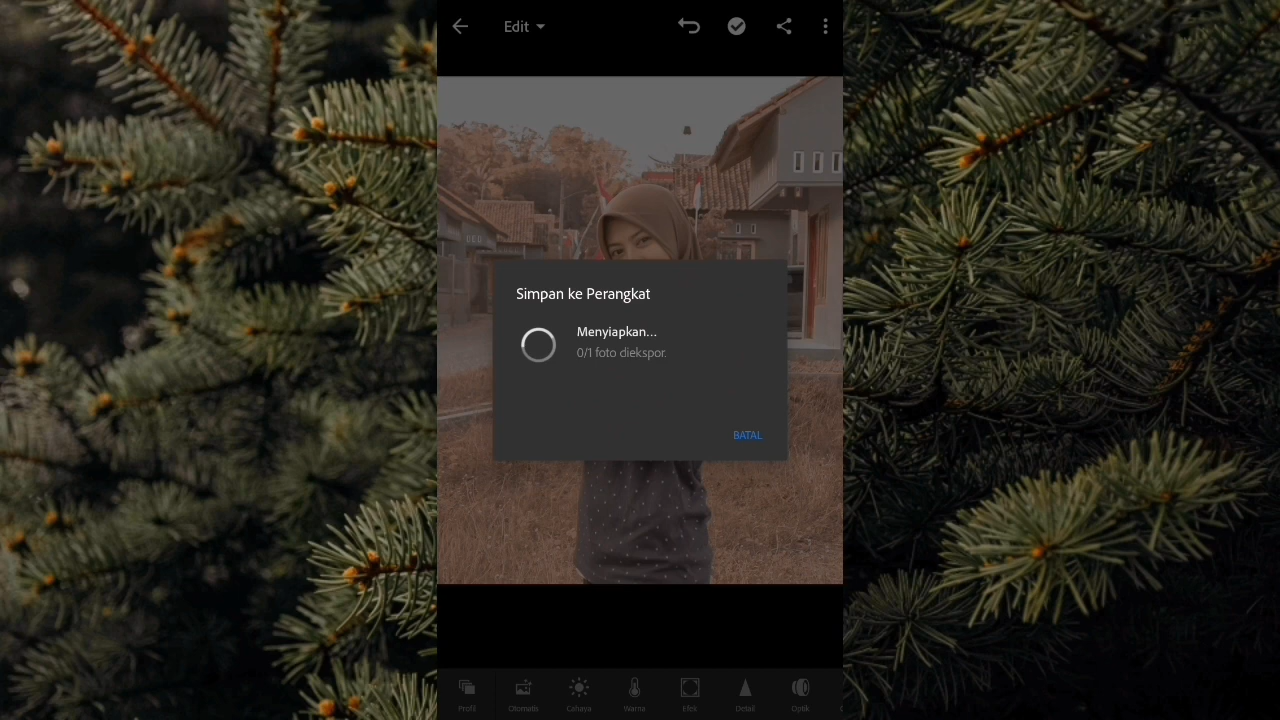 Edit
Simpan ke Perangkat
Menyiapkan...
0/1 foto diekspor.
BATAL
Profil
Otomatis
Cahaya
Warna
Efek
Detail
Optik